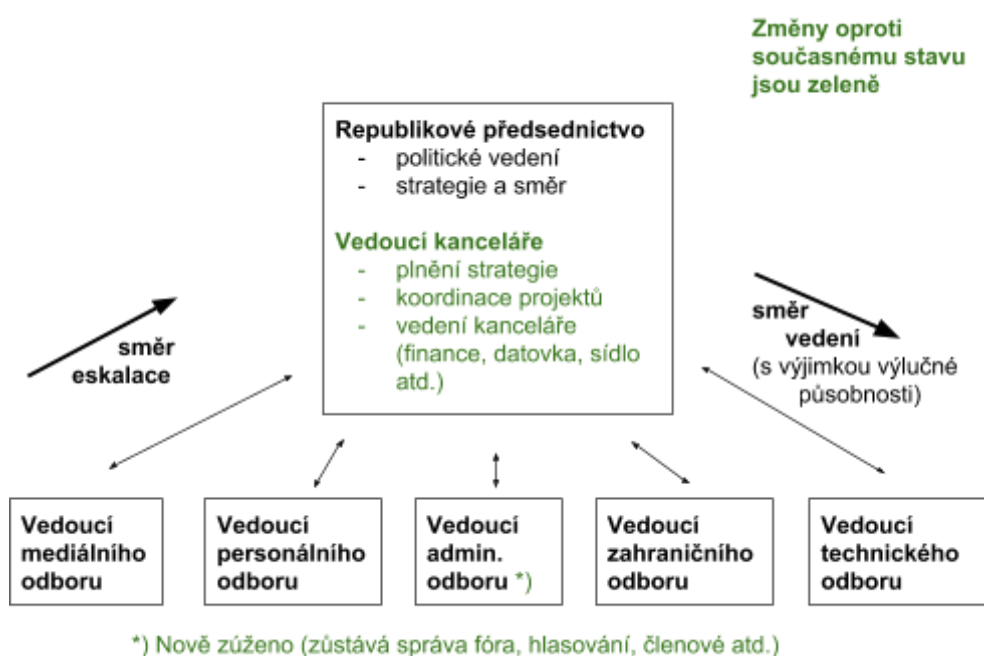 Změny oproti
současnému stavu
jsou zeleně
Republikové předsednictvo
- politické vedení
- strategie a směr
Vedoucí kanceláře
- plnění strategie
- koordinace projektů
- vedení kanceláře
(finance, datovka, sídlo
atd.)
směr
eskalace
směr
vedení
(s výjimkou výlučné
působnosti)
Vedoucí
mediálního
odboru
Vedoucí
personálního
odboru
Vedoucí
admin.
odboru *)
Vedoucí
zahraničního
odboru
Vedoucí
technického
odboru
*) Nově zúženo (zůstává správa fóra, hlasování, členové atd.)